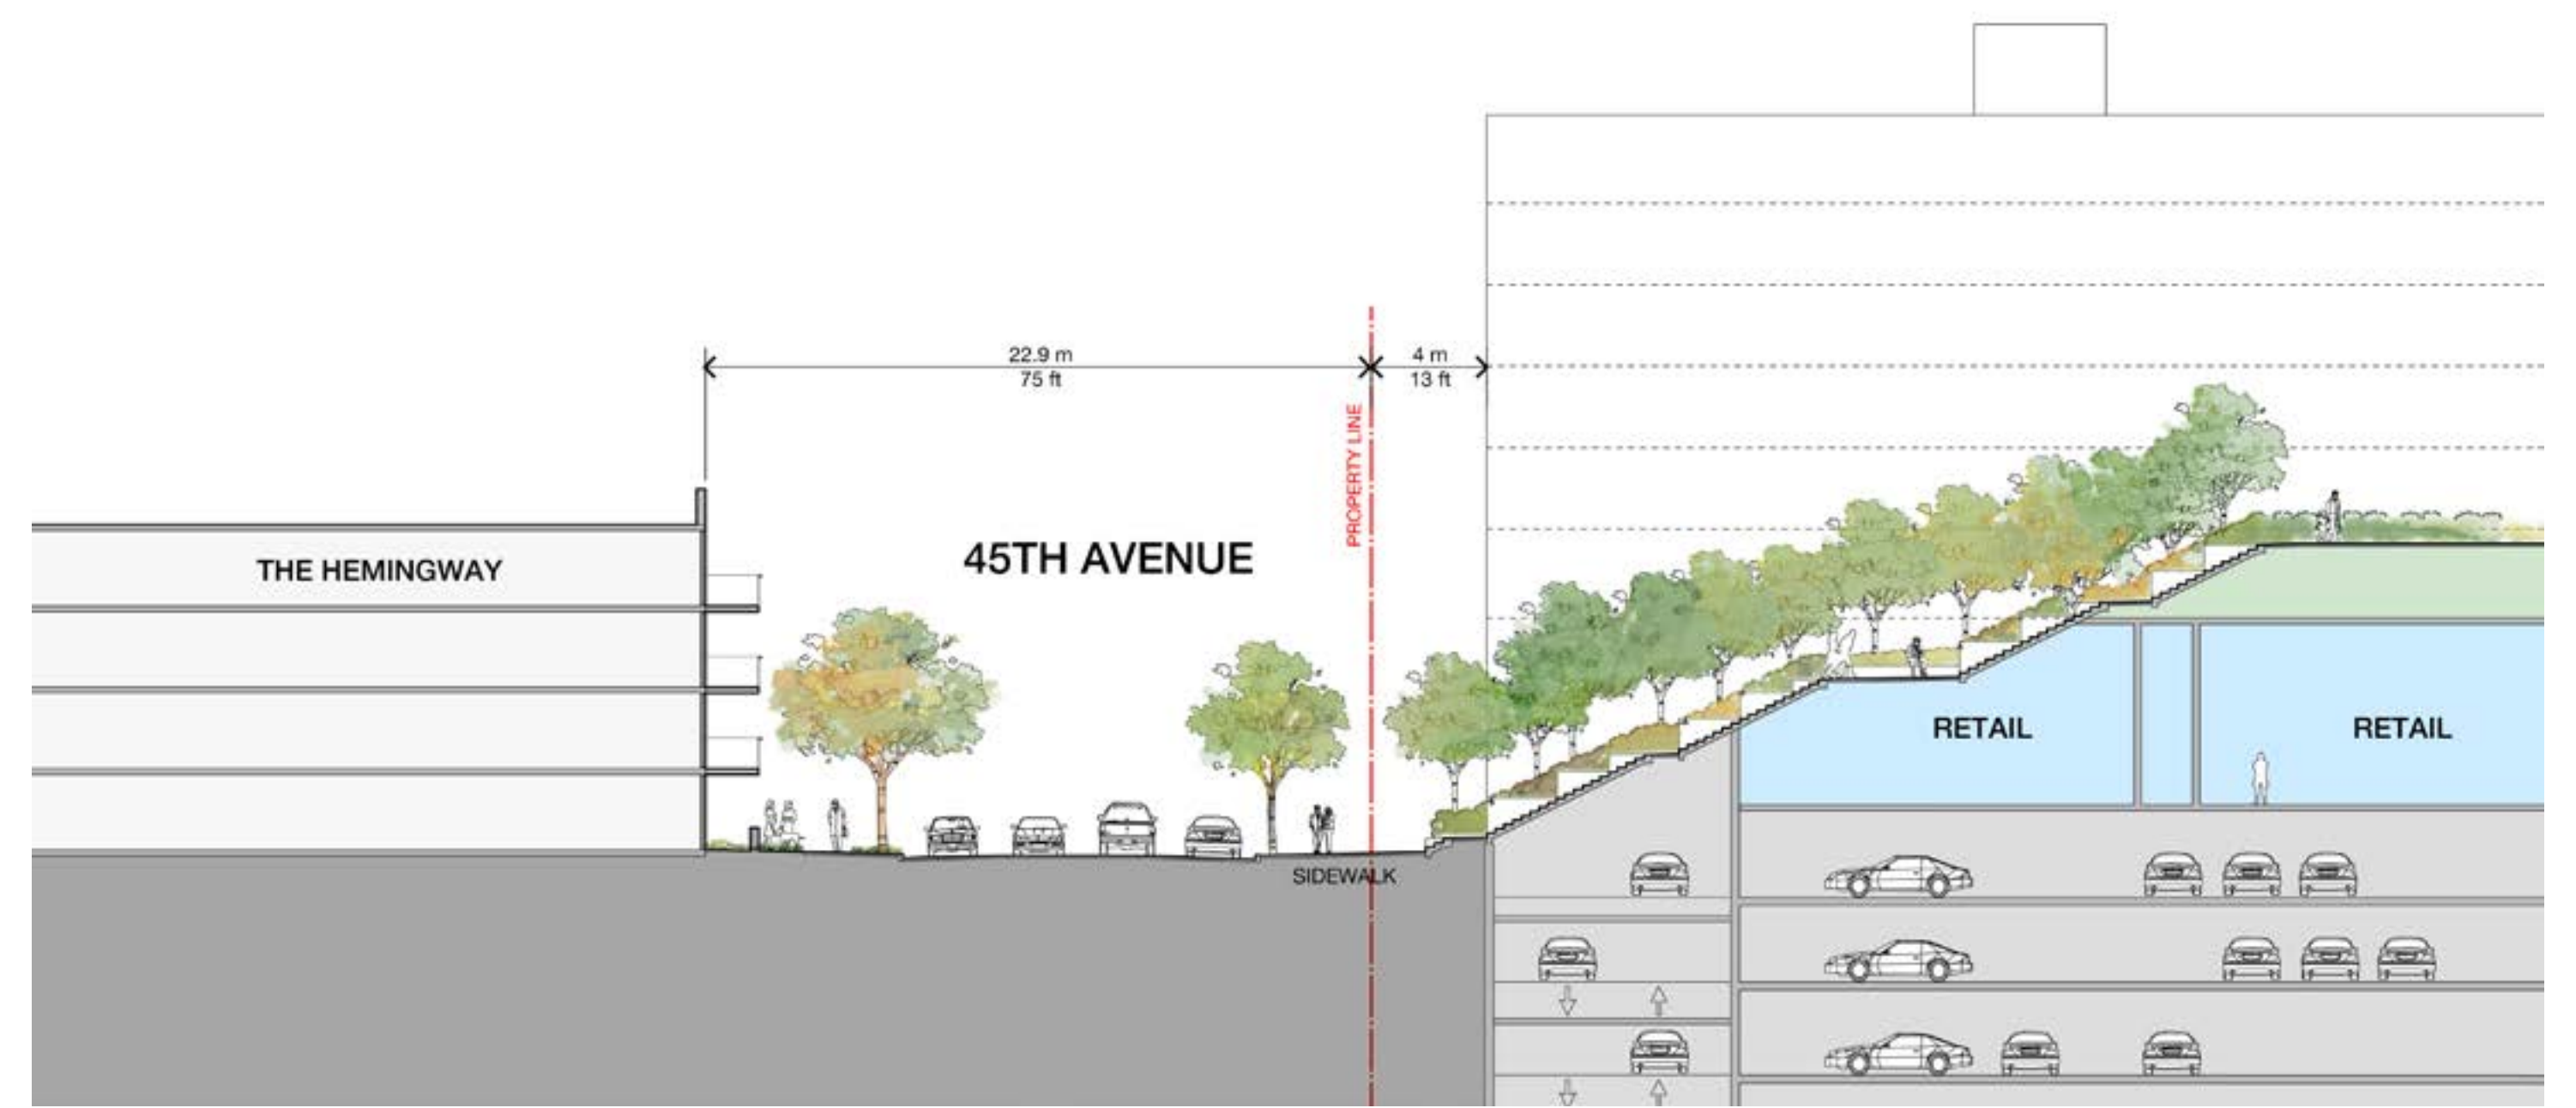 22.9 m
75 ft
4 m
13 ft
PROPERTY LINE
45TH AVENUE
THE HEMINGWAY
RETAIL
RETAIL
SIDEWALK